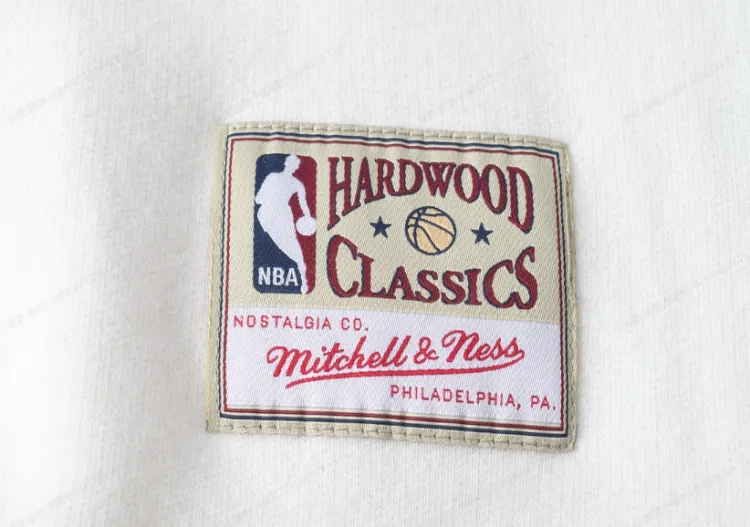 HARDWOOD
CLASSICS
NBA
NOSTALGIA CO.
Mitchell & Ness
PHILADELPHIA, PA.